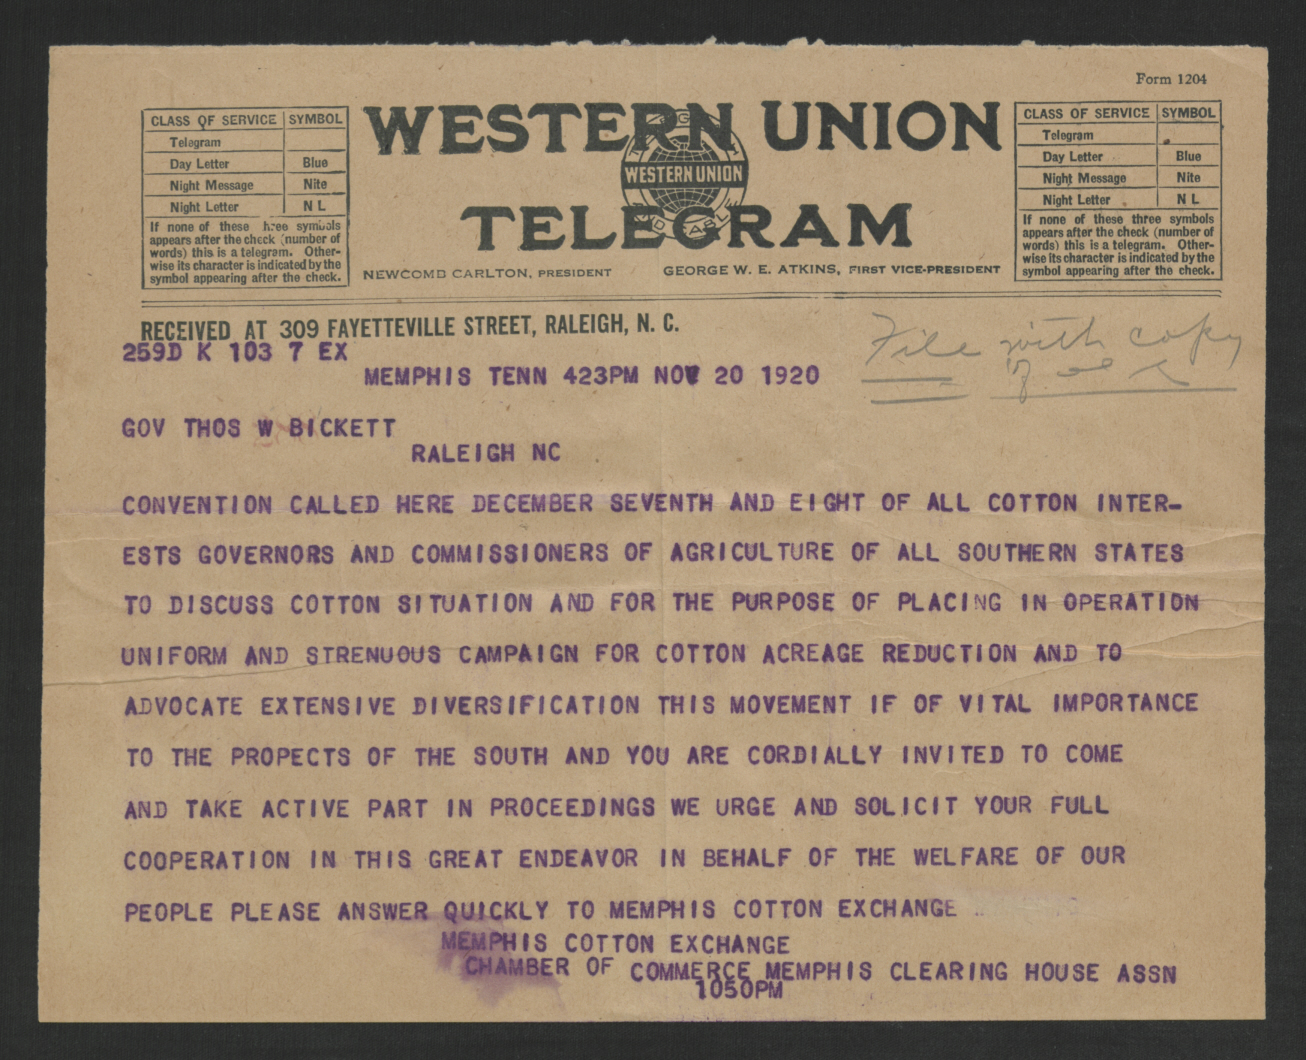 Form 1204
CLASS OF SERVICE SYMBOL
Telegram
Day Letter Blue
Night Message Nite
Night Letter N L
If none of these hree symbols
appears after the check (number of
words) this is a telegram. Other-
wise its character is indicated by the
symbol appearing after the check.
WESTERN UNION
WESTERN UNION
TELEGRAM
NEWCOMB CARLTON, PRESIDENT GEORGE W. E. ATKINS, FIRST VICE-PRESIDENT
CLASS OF SERVICE SYMBOL
Telegram
Day Letter Blue
Night Message Nite
Night Letter N L
If none of these three symbols
appears after the check (number of
words) this is a telegram. Other-
wise its character is indicated by the
symbol appearing after the check.
RECEIVED AT 309 FAYETTEVILLE STREET, RALEIGH, N. C.
File with copy
of
259D K 103 7 EX
MEMPHIS TENN 423PM NOV 20 1920
GOV THOS W BICKETT
RALEIGH NC
CONVENTION CALLED HERE DECEMBER SEVENTH AND EIGHT OF ALL COTTON INTER-
ESTS GOVERNORS AND COMMISSIONERS OF AGRICULTURE OF ALL SOUTHERN STATES
TO DISCUSS COTTON SITUATION AND FOR THE PURPOSE OF PLACING IN OPERATION
UNIFORM AND STRENUOUS CAMPAIGN FOR COTTON ACREAGE REDUCTION AND TO
ADVOCATE EXTENSIVE DIVERSIFICATION THIS MOVEMENT IF OF VITAL IMPORTANCE
TO THE PROPECTS OF THE SOUTH AND YOU ARE CORDIALLY INVITED TO COME
AND TAKE ACTIVE PART IN PROCEEDINGS WE URGE AND SOLICIT YOUR FULL
COOPERATION IN THIS GREAT ENDEAVOR IN BEHALF OF THE WELFARE OF OUR
PEOPLE PLEASE ANSWER QUICKLY TO MEMPHIS COTTON EXCHANGE
MEMPHIS COTTON EXCHANGE
CHAMBER OF COMMERCE MEMPHIS CLEARING HOUSE ASSN
1050PM